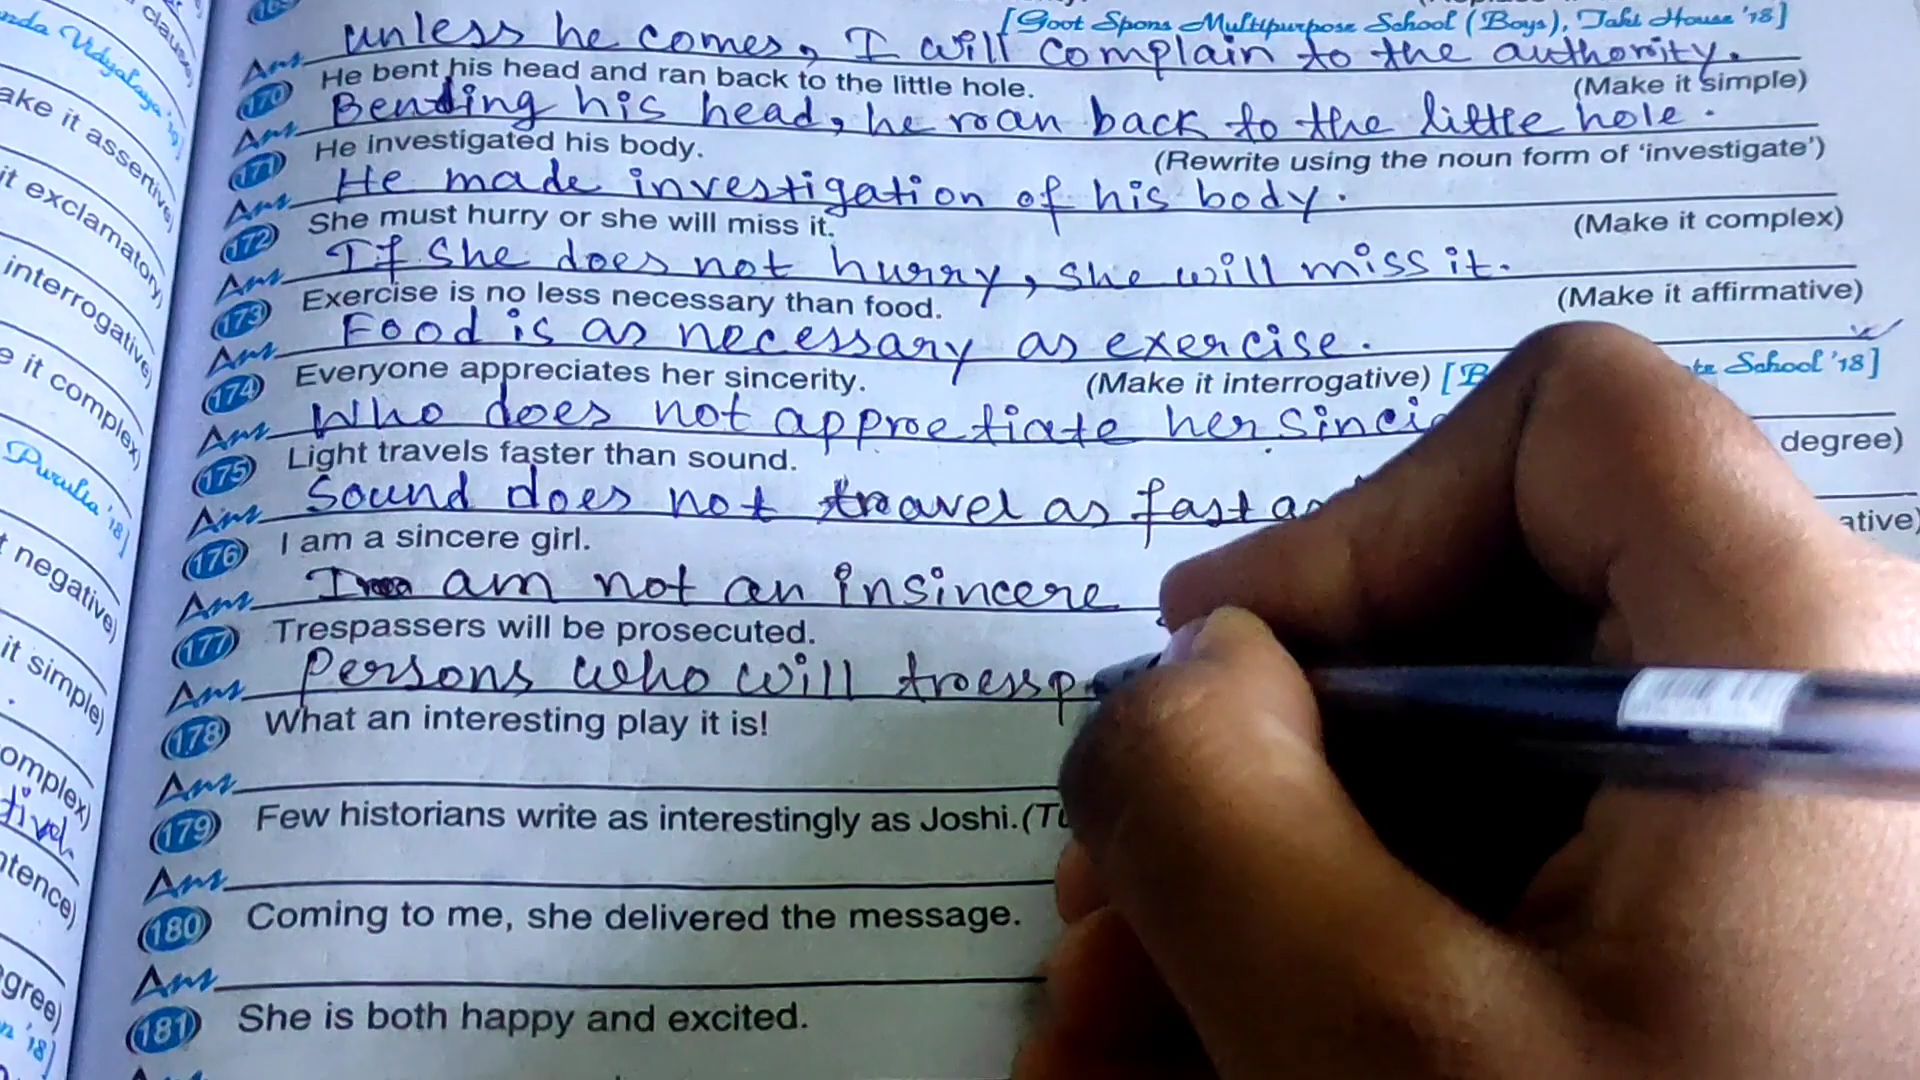 [Goot Spons Multipurpose School (Boys), Taki House '18]
Ans unless he comes, I will complain to the authority.
170 He bent his head and ran back to the little hole. (Make it simple)
Ans Bending his head, he ran back to the little hole.
171 He investigated his body. (Rewrite using the noun form of 'investigate')
Ans He made investigation of his body.
172 She must hurry or she will miss it. (Make it complex)
Ans If she does not hurry, she will miss it.
173 Exercise is no less necessary than food. (Make it affirmative)
Ans Food is as necessary as exercise.
174 Everyone appreciates her sincerity. (Make it interrogative) [B School '18]
Ans Who does not approetiate her
175 Light travels faster than sound. degree)
Ans Sound does not travel as fast as
176 I am a sincere girl. ative)
Ans I am not an insincere
177 Trespassers will be prosecuted.
Ans Persons who will
178 What an interesting play it is!
Ans
179 Few historians write as interestingly as Joshi.
Ans
180 Coming to me, she delivered the message.
Ans
181 She is both happy and excited.
nda Vidyalaya '19]
clause)
ake it assertive)
it exclamatory)
interrogative)
e it complex)
Purulia '18]
t negative)
it simple)
omplex)
ntence)
gree)
'18]